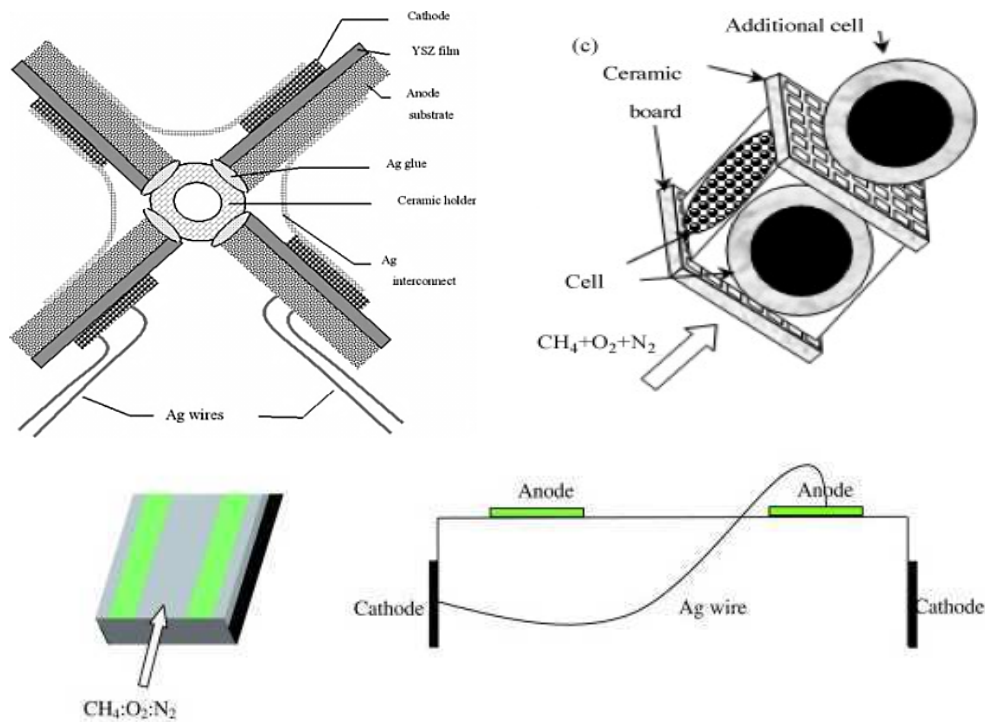 Cathode
YSZ film
Anode
substrate
Ag glue
Ceramic holder
Ag
interconnect
Ag wires
(c)
Additional cell
Ceramic
board
Cell
CH₄+O₂+N₂
CH₄:O₂:N₂
Anode
Anode
Cathode
Ag wire
Cathode